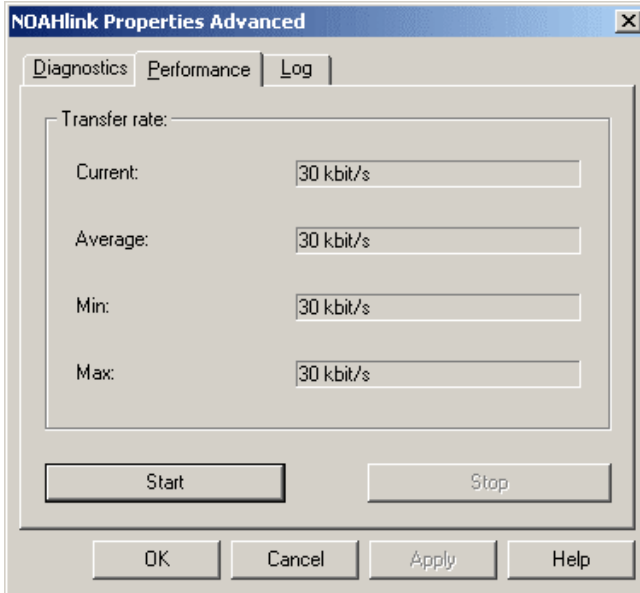 NOAHlink Properties Advanced
Diagnostics Performance Log
Transfer rate:
Current: 30 kbit/s
Average: 30 kbit/s
Min: 30 kbit/s
Max: 30 kbit/s
Start Stop
OK Cancel Apply Help